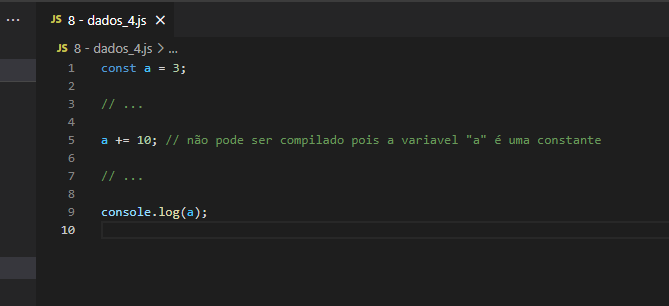 ...
JS 8 - dados_4.js ×
JS 8 - dados_4.js > ...
1 const a = 3;
2
3 // ...
4
5 a += 10; // não pode ser compilado pois a variavel "a" é uma constante
6
7 // ...
8
9 console.log(a);
10